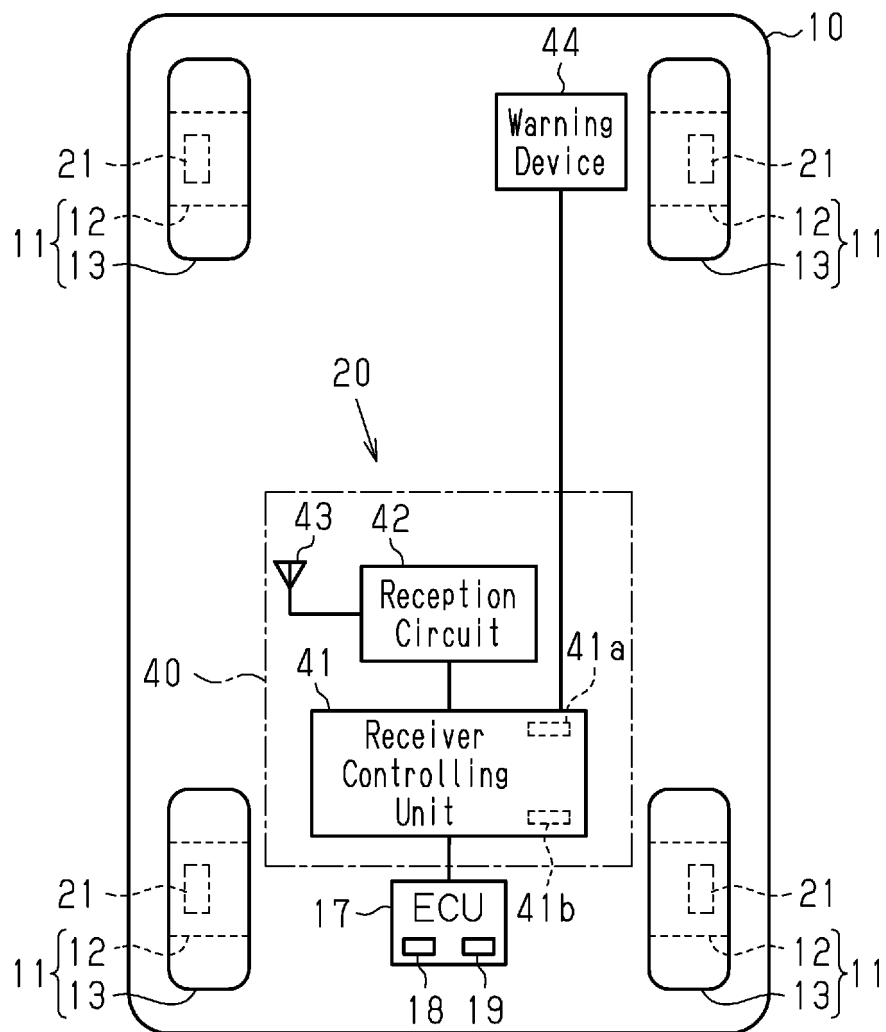 10
44
Warning
Device
21
21
11 { 12
13
12 } 11
13
20
43
42
Reception
Circuit
41a
40
41
Receiver
Controlling
Unit
21
21
17
ECU
41b
11 { 12
13
18
19
12 } 11
13